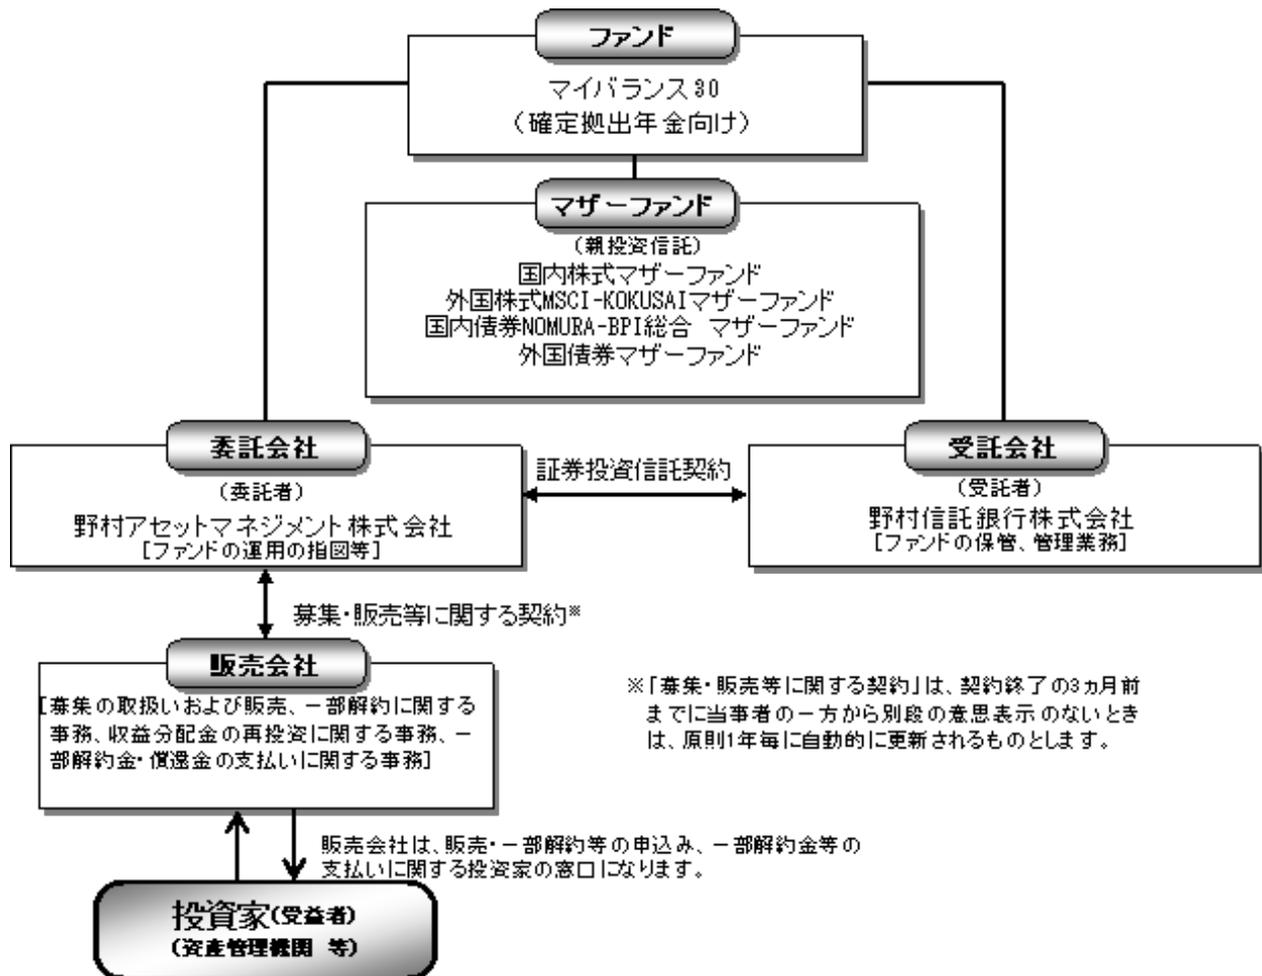 ファンド
マイバランス30
（確定拠出年金向け）
マザーファンド
（親投資信託）
国内株式マザーファンド
外国株式MSCI-KOKUSAIマザーファンド
国内債券NOMURA-BPI総合 マザーファンド
外国債券マザーファンド
委託会社
（委託者）
野村アセットマネジメント株式会社
[ファンドの運用の指図等]
証券投資信託契約
受託会社
（受託者）
野村信託銀行株式会社
[ファンドの保管、管理業務]
募集・販売等に関する契約※
販売会社
[募集の取扱いおよび販売、一部解約に関する
事務、収益分配金の再投資に関する事務、一
部解約金・償還金の支払いに関する事務]
※「募集・販売等に関する契約」は、契約終了の3ヵ月前
までに当事者の一方から別段の意思表示のないとき
は、原則1年毎に自動的に更新されるものとします。
販売会社は、販売・一部解約等の申込み、一部解約金等の
支払いに関する投資家の窓口になります。
投資家(受益者)
(資産管理機関 等)